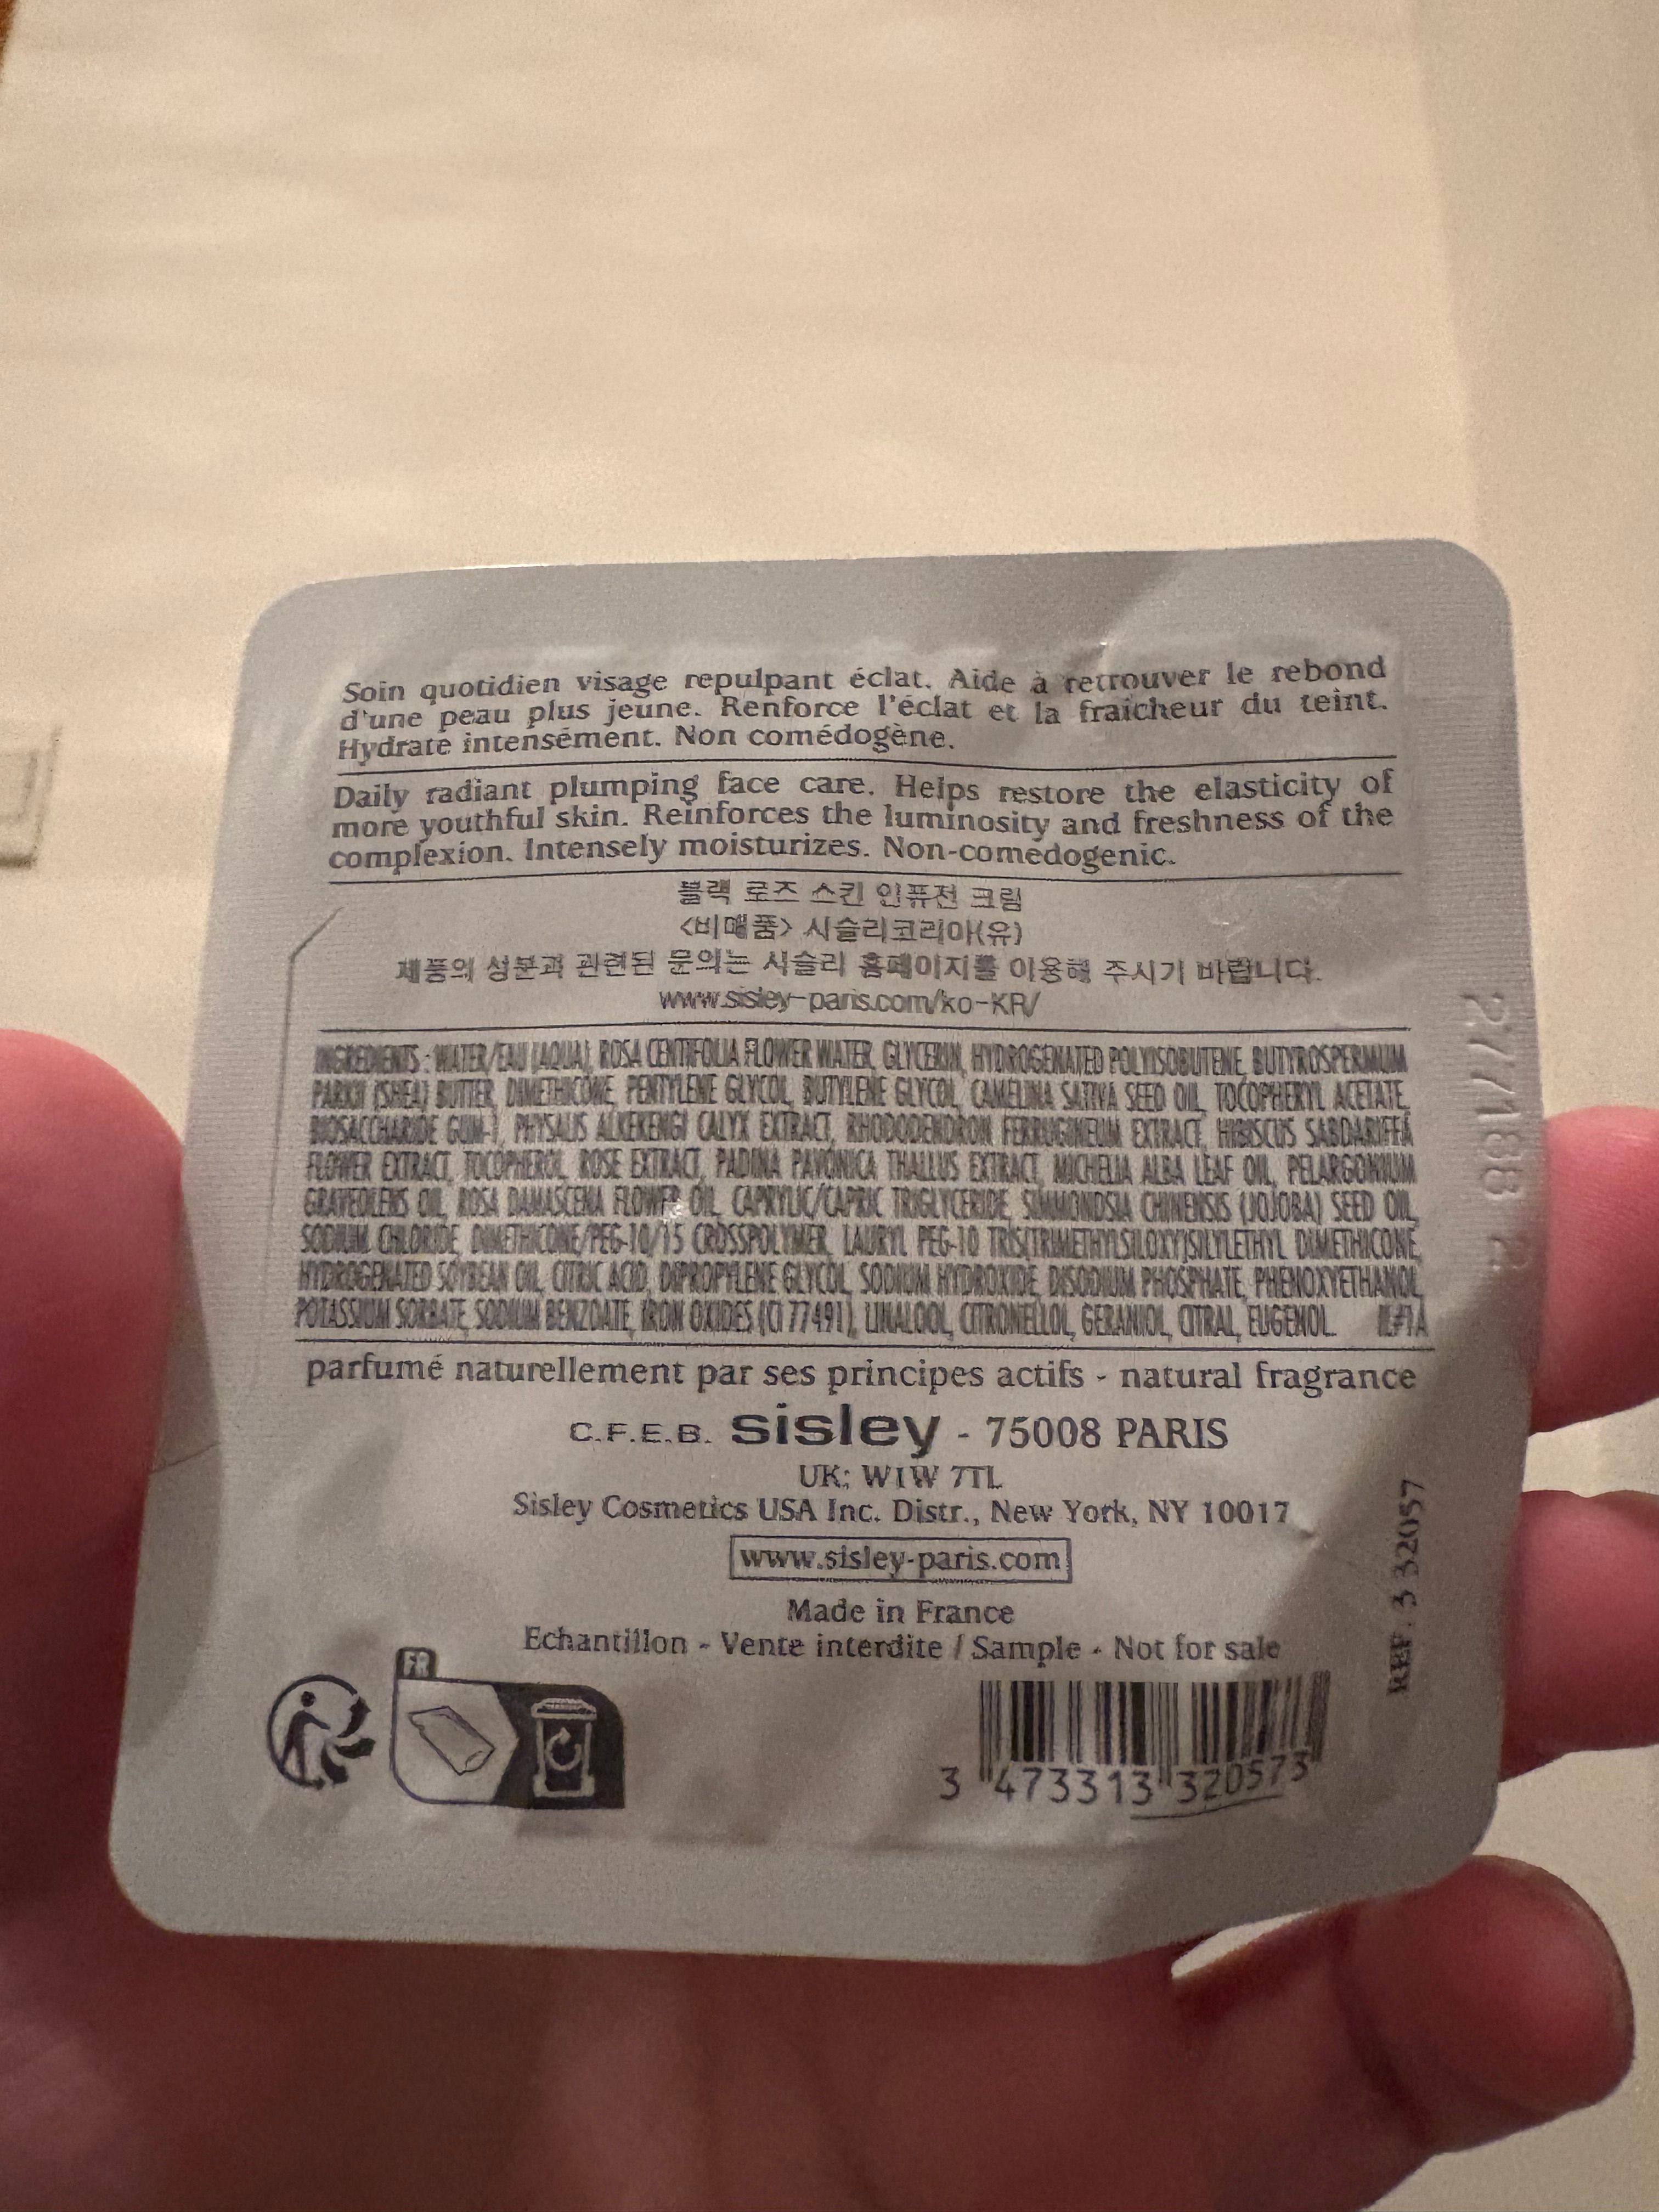 Soin quotidien visage repulpant éclat. Aide à retrouver le rebond
d'une peau plus jeune. Renforce l'éclat et la fraîcheur du teint.
Hydrate intensément. Non comédogène.
Daily radiant plumping face care. Helps restore the elasticity of
more youthful skin. Reinforces the luminosity and freshness of the
complexion. Intensely moisturizes. Non-comedogenic.
블랙 로즈 스킨 인퓨전 크림
<비매품> 시슬리코리아(유)
제품의 성분과 관련된 문의는 시슬리 홈페이지를 이용해 주시기 바랍니다.
www.sisley-paris.com/ko-KR/
INGREDIENTS : WATER/EAU (AQUA), ROSA CENTIFOLIA FLOWER WATER, GLYCERIN, HYDROGENATED POLYISOBUTENE, BUTYROSPERMUM
PARKII (SHEA) BUTTER, DIMETHICONE, PENTYLENE GLYCOL, BUTYLENE GLYCOL, CAMELINA SATIVA SEED OIL, TOCOPHERYL ACETATE,
BIOSACCHARIDE GUM-1, PHYSALIS ALKEKENGI CALYX EXTRACT, RHODODENDRON FERRUGINEUM EXTRACT, HIBISCUS SABDARIFFA
FLOWER EXTRACT, TOCOPHEROL, ROSE EXTRACT, PADINA PAVONICA THALLUS EXTRACT, MICHELIA ALBA LEAF OIL, PELARGONIUM
GRAVEOLENS OIL, ROSA DAMASCENA FLOWER OIL, CAPRYLIC/CAPRIC TRIGLYCERIDE, SIMMONDSIA CHINENSIS (JOJOBA) SEED OIL,
SODIUM CHLORIDE, DIMETHICONE/PEG-10/15 CROSSPOLYMER, LAURYL PEG-10 TRIS(TRIMETHYLSILOXY)SILYLETHYL DIMETHICONE,
HYDROGENATED SOYBEAN OIL, CITRIC ACID, DIPROPYLENE GLYCOL, SODIUM HYDROXIDE, DISODIUM PHOSPHATE, PHENOXYETHANOL,
POTASSIUM SORBATE, SODIUM BENZOATE, IRON OXIDES (CI 77491), LINALOOL, CITRONELLOL, GERANIOL, CITRAL, EUGENOL. IL#1A
parfumé naturellement par ses principes actifs - natural fragrance
C.F.E.B. sisley - 75008 PARIS
UK: W1W 7TL
Sisley Cosmetics USA Inc. Distr., New York, NY 10017
www.sisley-paris.com
Made in France
Echantillon - Vente interdite / Sample - Not for sale
FR
3 473313 320573
REF. 3 32057